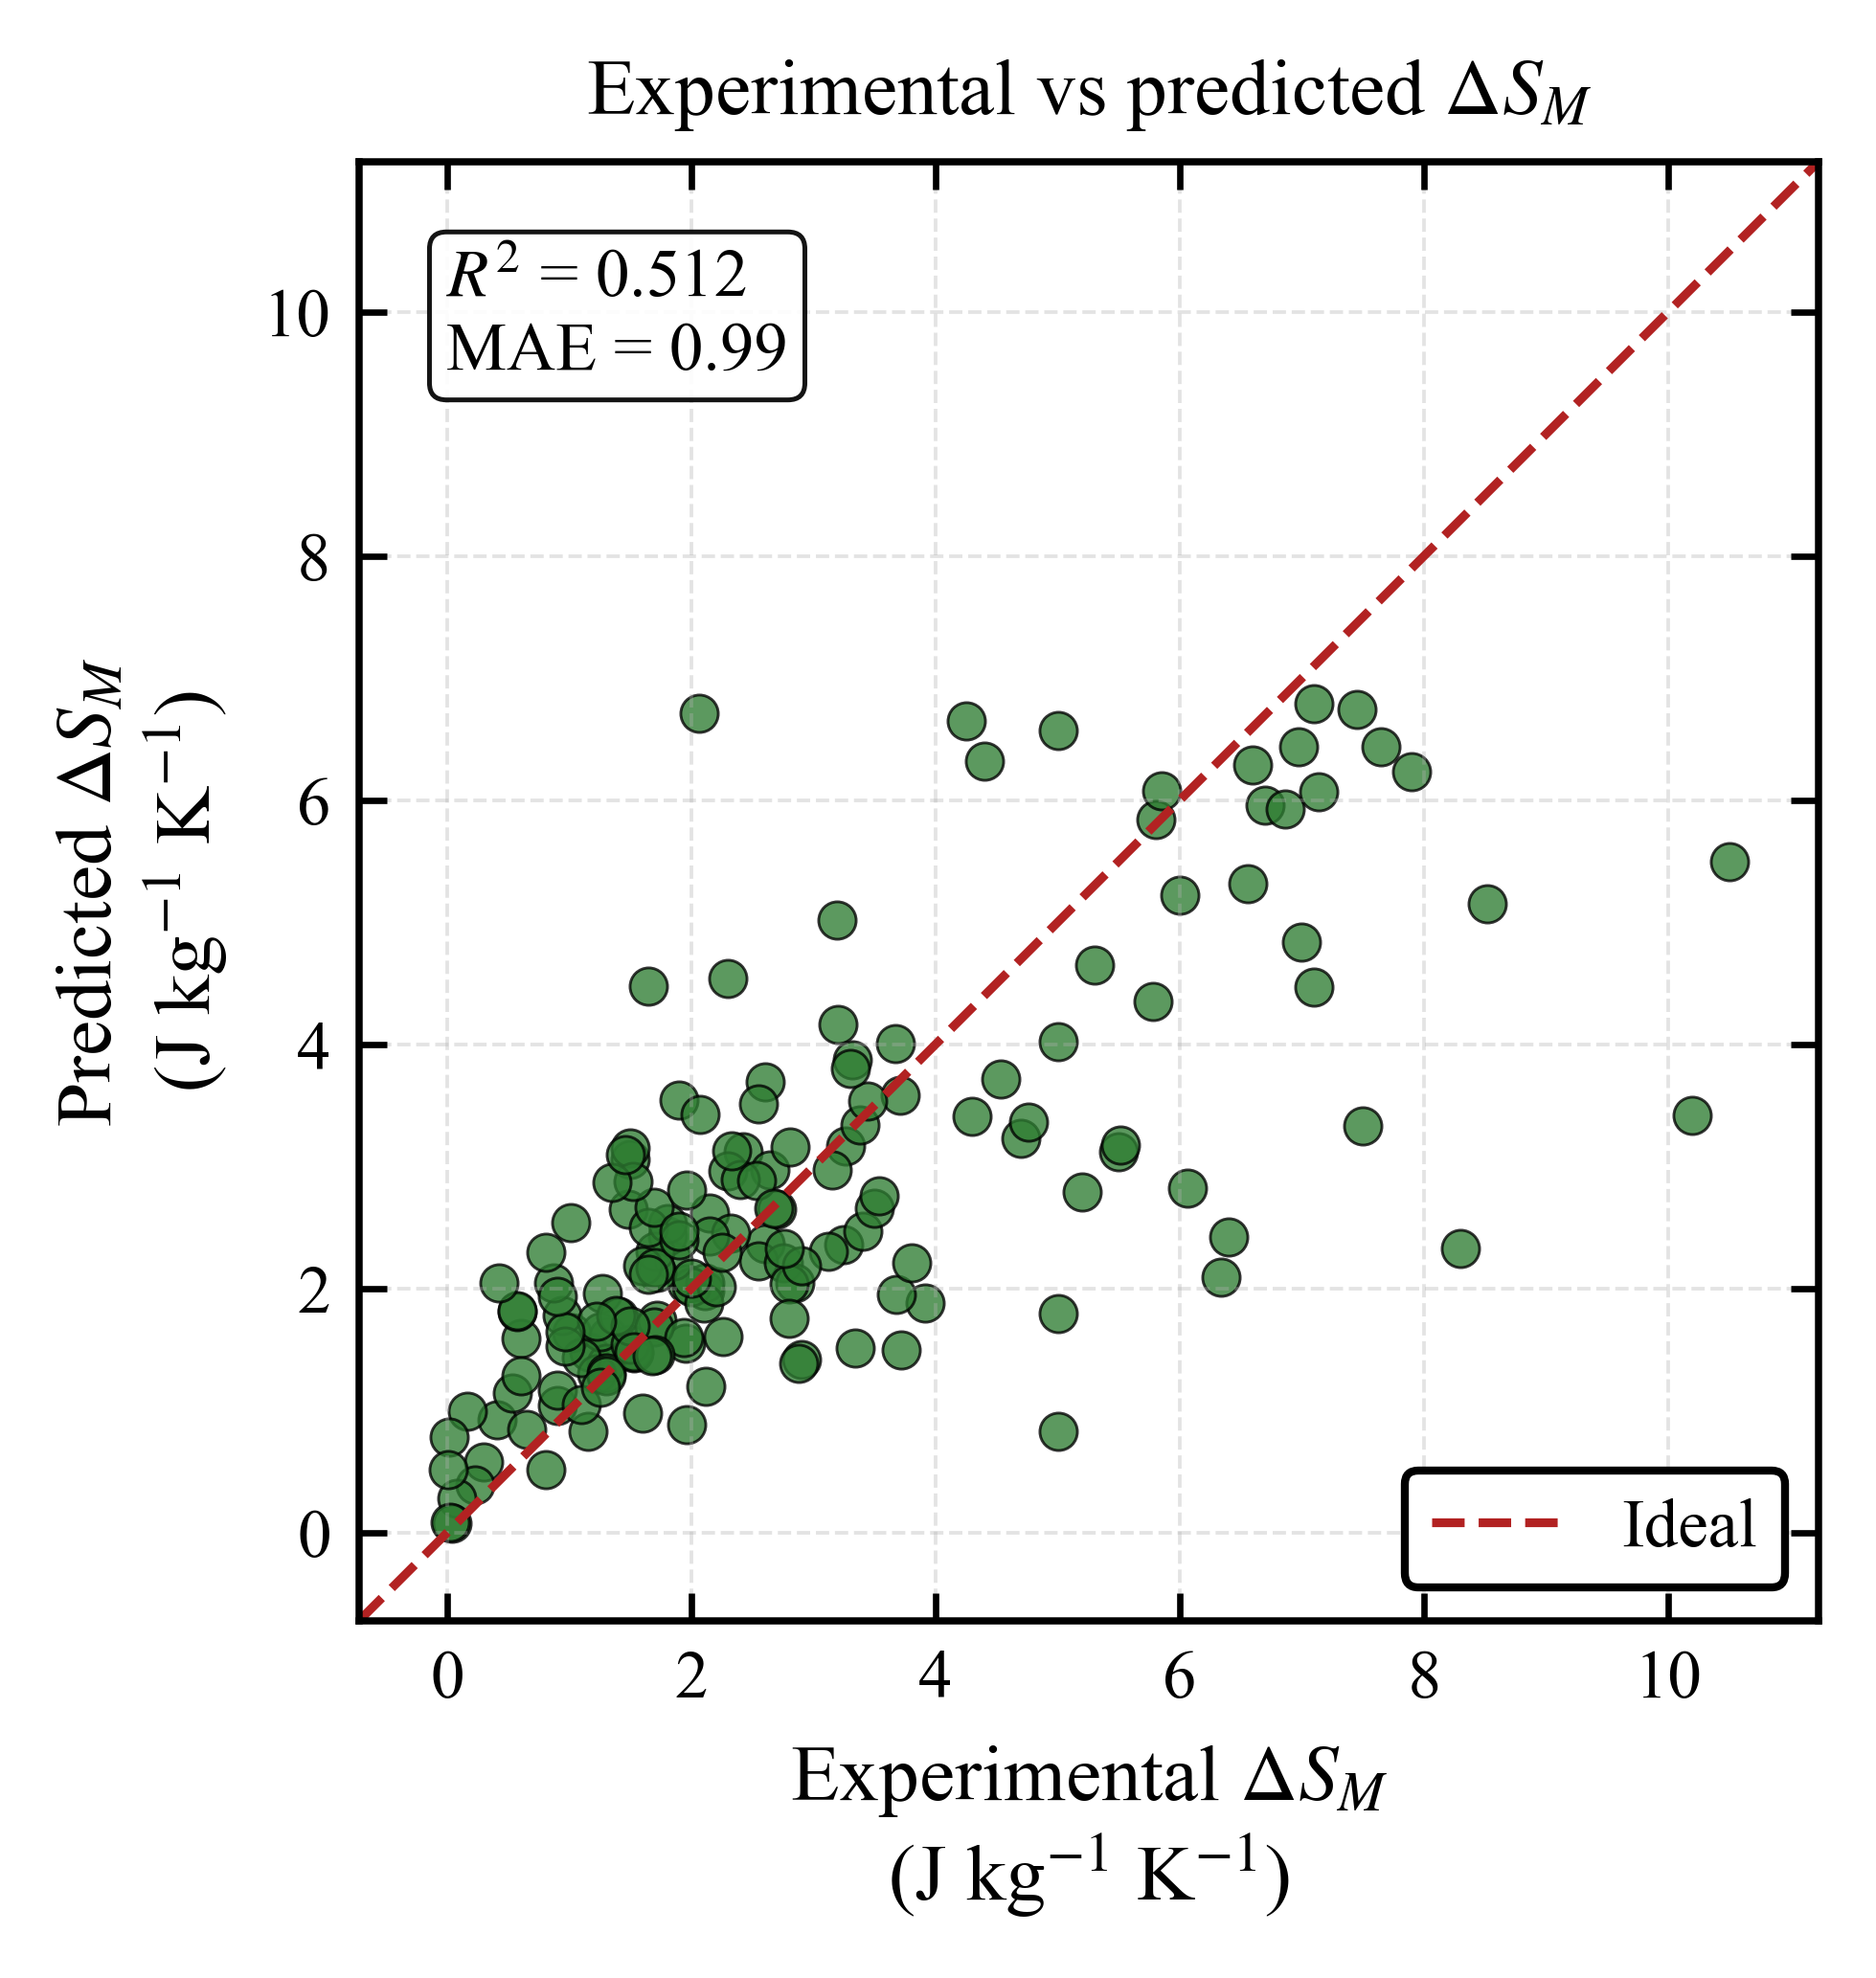 Experimental vs predicted ΔS_M
R² = 0.512
MAE = 0.99
10
8
6
4
2
0
Predicted ΔS_M
(J kg⁻¹ K⁻¹)
Ideal
0 2 4 6 8 10
Experimental ΔS_M
(J kg⁻¹ K⁻¹)